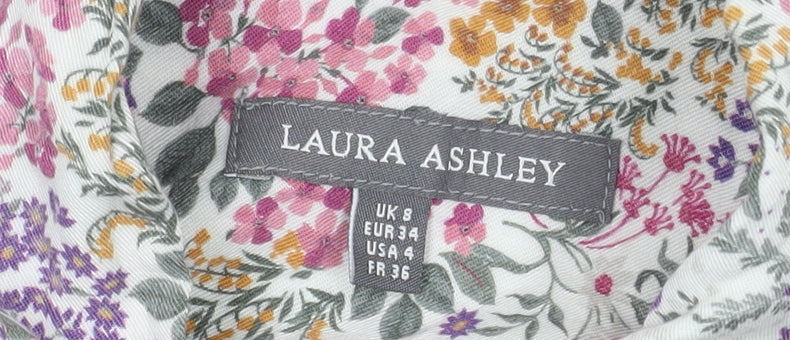 LAURA ASHLEY
UK 8
EUR 34
USA 4
FR 36